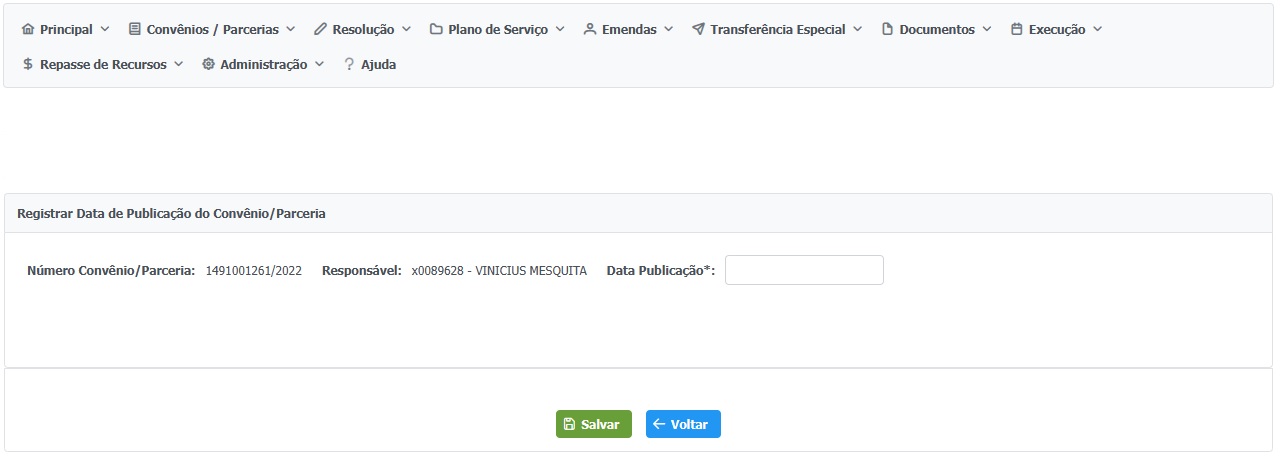 Principal Convênios / Parcerias Resolução Plano de Serviço Emendas Transferência Especial Documentos Execução
Repasse de Recursos Administração Ajuda
Registrar Data de Publicação do Convênio/Parceria
Número Convênio/Parceria: 1491001261/2022 Responsável: x0089628 - VINICIUS MESQUITA Data Publicação*:
Salvar Voltar